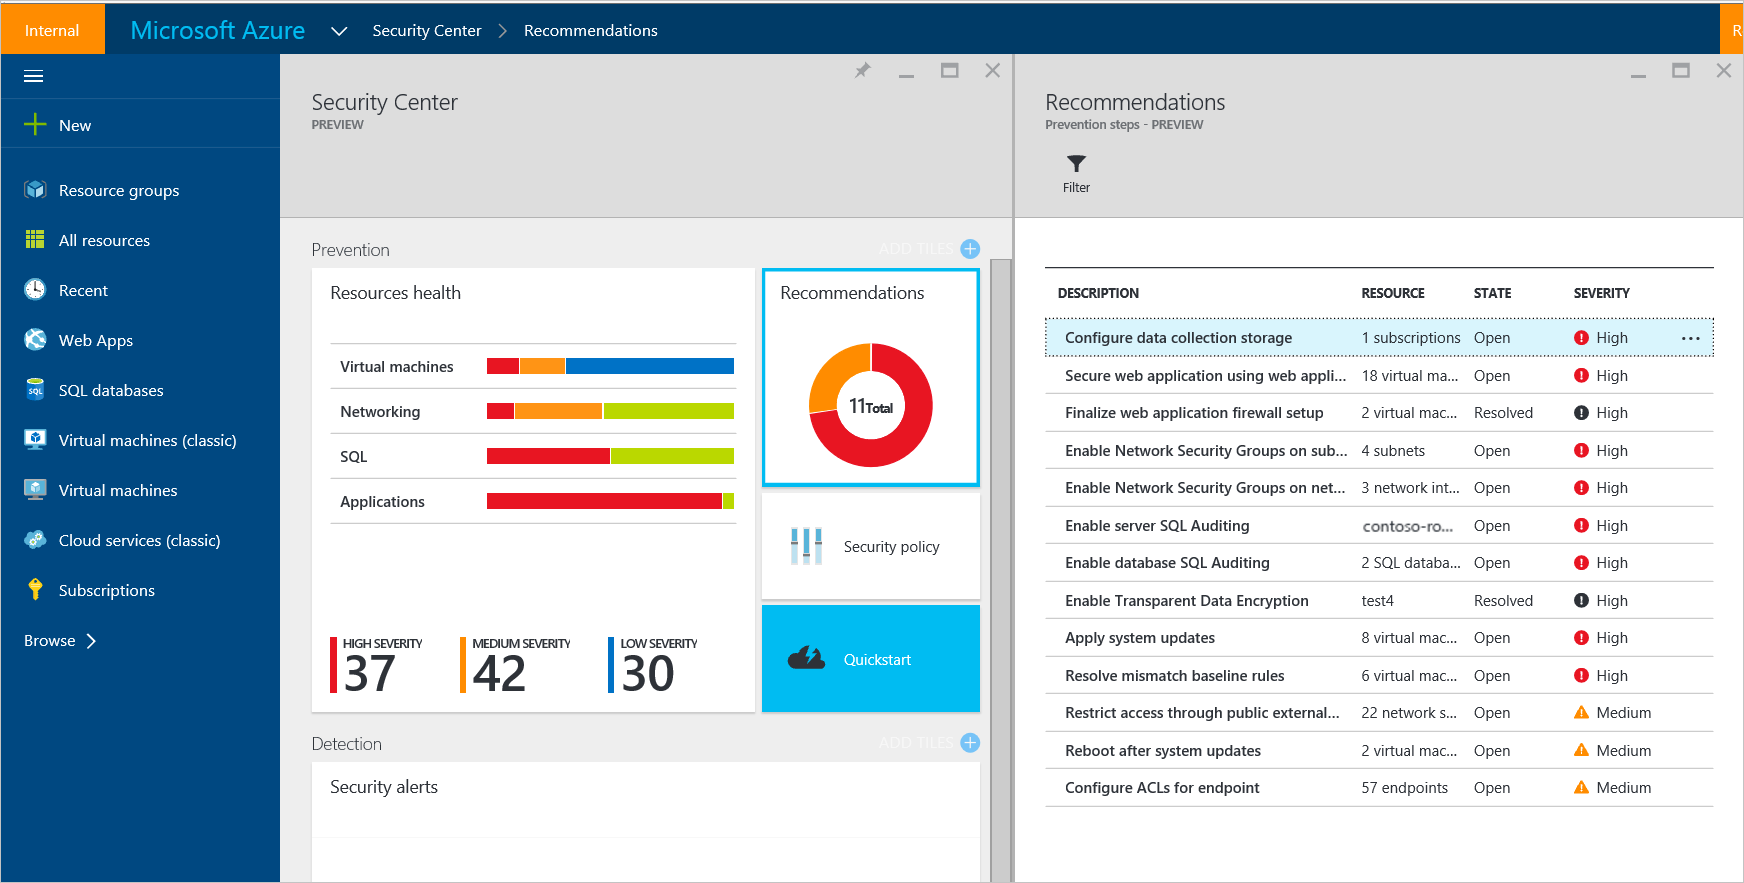 Internal
Microsoft Azure
Security Center
Recommendations
R
New
Resource groups
All resources
Recent
Web Apps
SQL
SQL databases
Virtual machines (classic)
Virtual machines
Cloud services (classic)
Subscriptions
Browse
Security Center
PREVIEW
Prevention
ADD TILES
Resources health
Virtual machines
Networking
SQL
Applications
HIGH SEVERITY
37
MEDIUM SEVERITY
42
LOW SEVERITY
30
Recommendations
11 Total
Security policy
Quickstart
Detection
ADD TILES
Security alerts
Recommendations
Prevention steps - PREVIEW
Filter
DESCRIPTION RESOURCE STATE SEVERITY
Configure data collection storage 1 subscriptions Open High ...
Secure web application using web appli... 18 virtual ma... Open High
Finalize web application firewall setup 2 virtual mac... Resolved High
Enable Network Security Groups on sub... 4 subnets Open High
Enable Network Security Groups on net... 3 network int... Open High
Enable server SQL Auditing contoso-ro... Open High
Enable database SQL Auditing 2 SQL databa... Open High
Enable Transparent Data Encryption test4 Resolved High
Apply system updates 8 virtual mac... Open High
Resolve mismatch baseline rules 6 virtual mac... Open High
Restrict access through public external... 22 network s... Open Medium
Reboot after system updates 2 virtual mac... Open Medium
Configure ACLs for endpoint 57 endpoints Open Medium